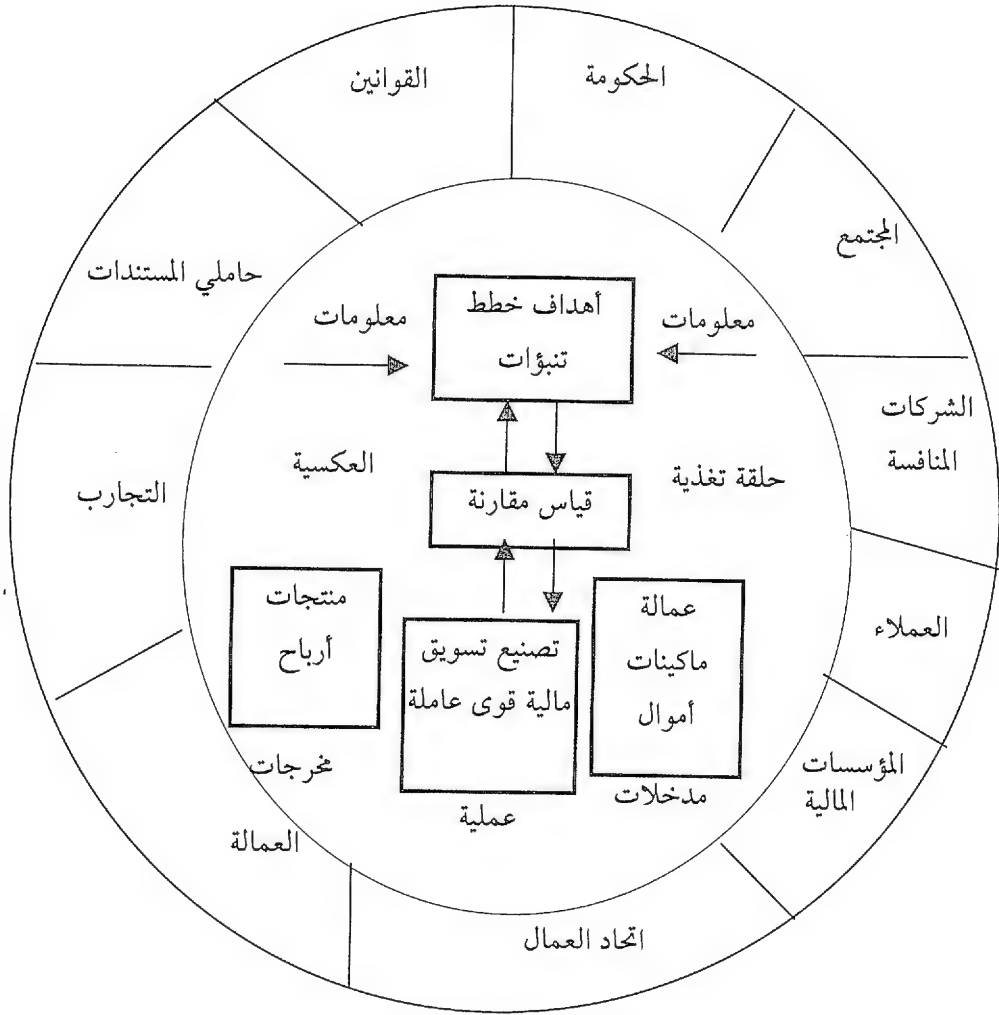 الحكومة
القوانين
المجتمع
حاملي المستندات
معلومات
أهداف خطط
تنبؤات
معلومات
الشركات
المنافسة
حلقة تغذية
العكسية
التجارب
قياس مقارنة
العملاء
عمالة
ماكينات
أموال
مدخلات
تصنيع تسويق
مالية قوى عاملة
عملية
منتجات
أرباح
مخرجات
المؤسسات
المالية
العمالة
اتحاد العمال